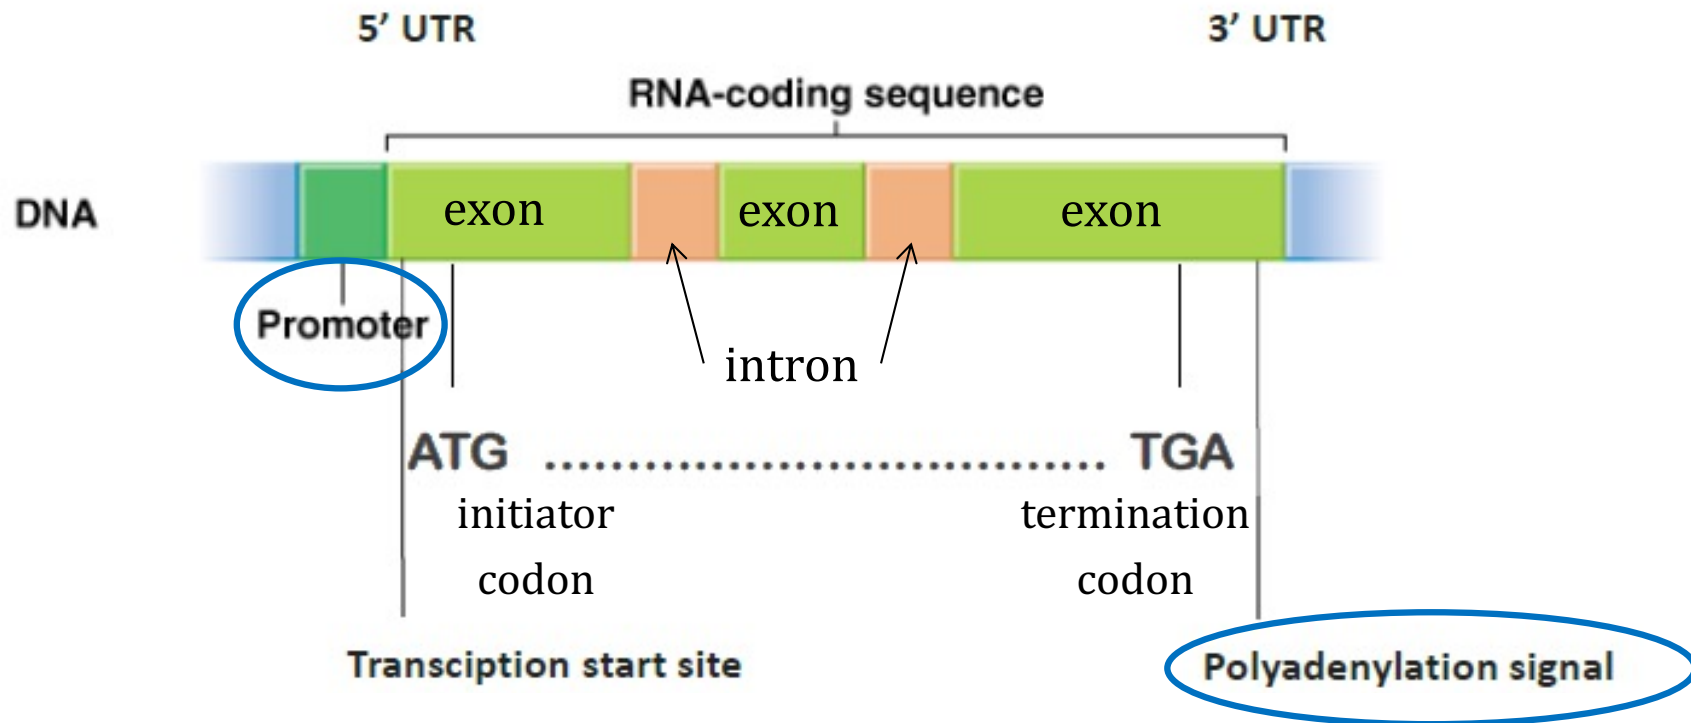 5’ UTR
3’ UTR
RNA-coding sequence
DNA
exon
exon
exon
Promoter
intron
ATG .................................. TGA
initiator
codon
termination
codon
Transciption start site
Polyadenylation signal